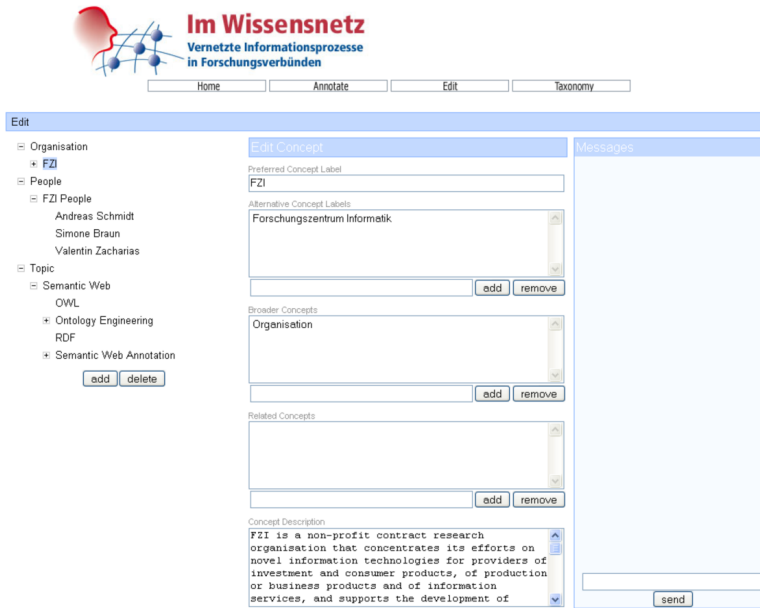 Im Wissensnetz
Vernetzte Informationsprozesse
in Forschungsverbünden
Home
Annotate
Edit
Taxonomy
Edit
Organisation
FZI
People
FZI People
Andreas Schmidt
Simone Braun
Valentin Zacharias
Topic
Semantic Web
OWL
Ontology Engineering
RDF
Semantic Web Annotation
add
delete
Edit Concept
Preferred Concept Label
FZI
Alternative Concept Labels
Forschungszentrum Informatik
add
remove
Broader Concepts
Organisation
add
remove
Related Concepts
add
remove
Concept Description
FZI is a non-profit contract research
organisation that concentrates its efforts on
novel information technologies for providers of
investment and consumer products, of production
or business products and of information
services, and supports the development of
Messages
send